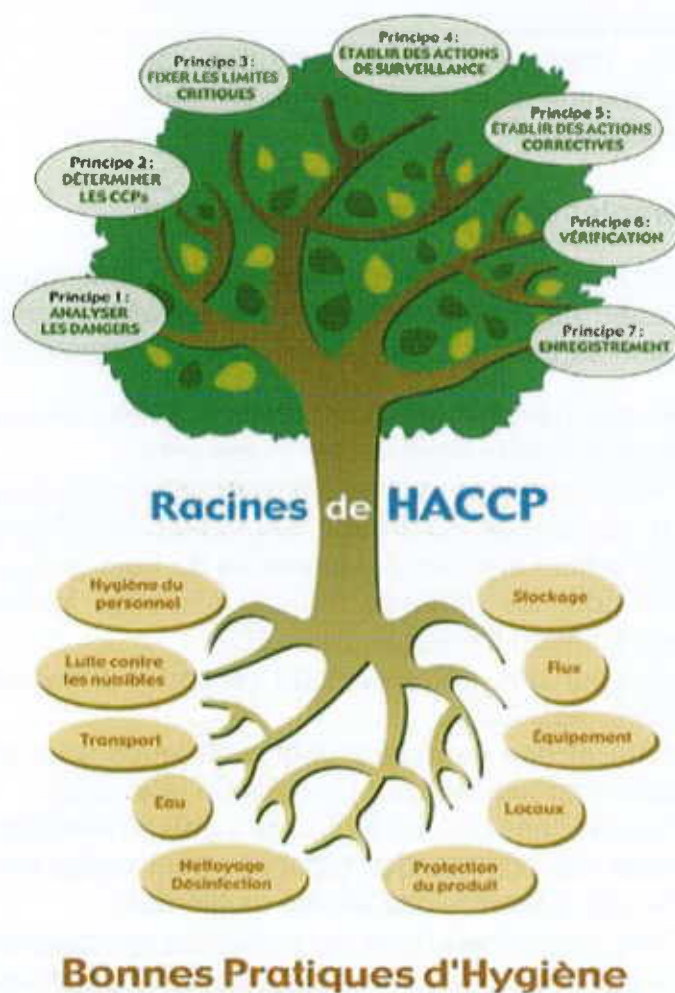 Principe 4 :
ÉTABLIR DES ACTIONS
DE SURVEILLANCE
Principe 3 :
FIXER LES LIMITES
CRITIQUES
Principe 5 :
ÉTABLIR DES ACTIONS
CORRECTIVES
Principe 2 :
DÉTERMINER
LES CCPs
Principe 6 :
VÉRIFICATION
Principe 1 :
ANALYSER
LES DANGERS
Principe 7 :
ENREGISTREMENT
Racines de HACCP
Hygiène du
personnel
Stockage
Lutte contre
les nuisibles
Flux
Transport
Équipement
Eau
Locaux
Nettoyage
Désinfection
Protection
du produit
Bonnes Pratiques d'Hygiène